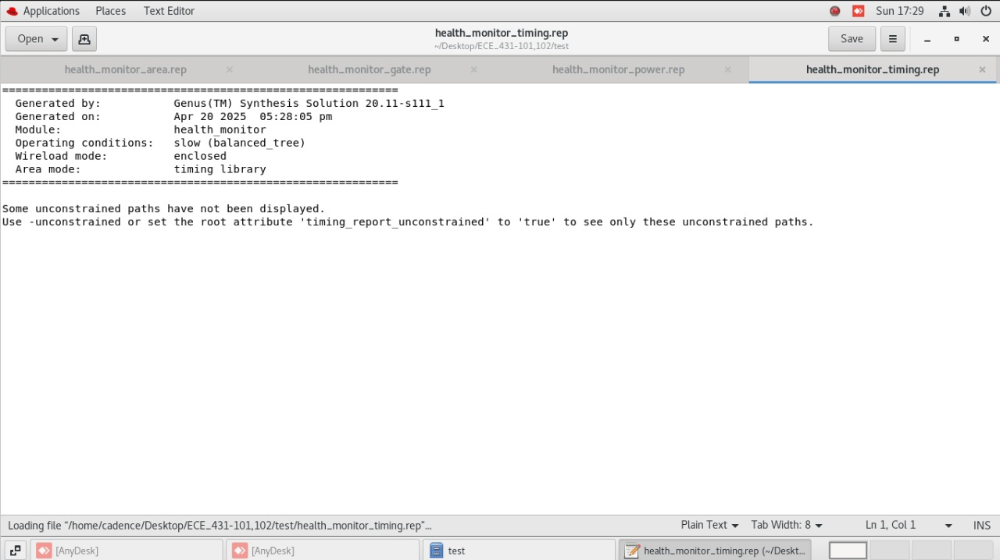 Applications Places Text Editor Sun 17:29
Open health_monitor_timing.rep Save
~/Desktop/ECE_431-101,102/test
health_monitor_area.rep health_monitor_gate.rep health_monitor_power.rep health_monitor_timing.rep
============================================================
Generated by: Genus(TM) Synthesis Solution 20.11-s111_1
Generated on: Apr 20 2025 05:28:05 pm
Module: health_monitor
Operating conditions: slow (balanced_tree)
Wireload mode: enclosed
Area mode: timing library
============================================================
Some unconstrained paths have not been displayed.
Use -unconstrained or set the root attribute 'timing_report_unconstrained' to 'true' to see only these unconstrained paths.
Loading file “/home/cadence/Desktop/ECE_431-101,102/test/health_monitor_timing.rep”… Plain Text Tab Width: 8 Ln 1, Col 1 INS
[AnyDesk] [AnyDesk] test health_monitor_timing.rep (~/Deskt…